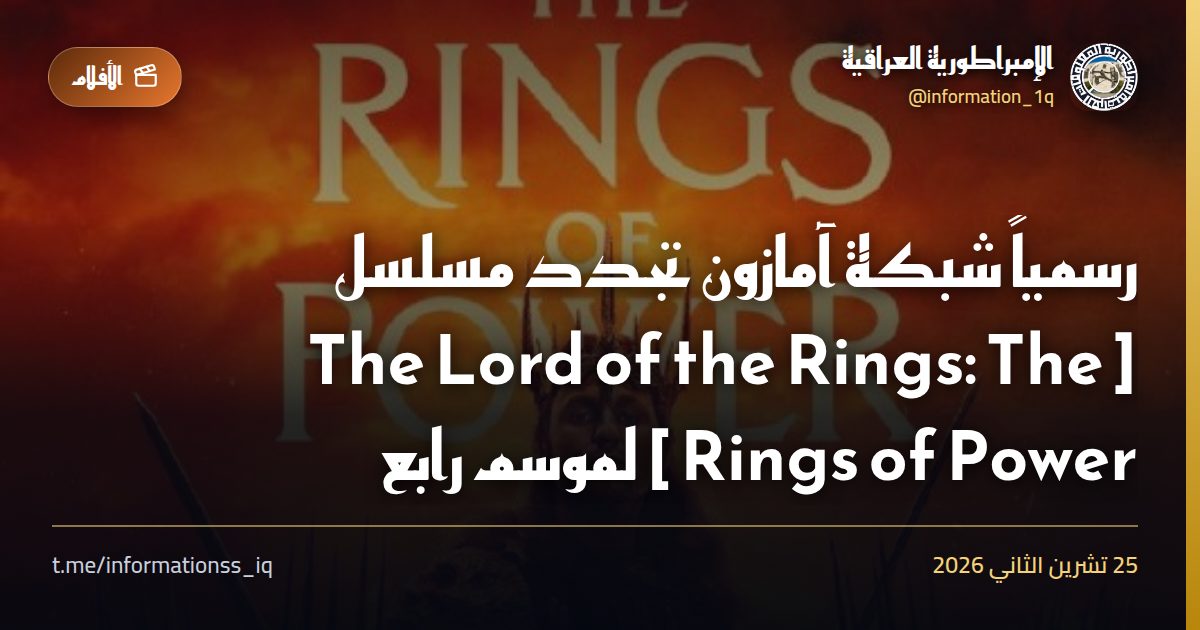 THE
RINGS
OF
POWER
الأفلام
الإمبراطورية العراقية
@information_1q
رسمياً شبكة آمازون تجدد مسلسل
[ The Lord of the Rings: The
Rings of Power ] لموسم رابع
25 تشرين الثاني 2026
t.me/informationss_iq